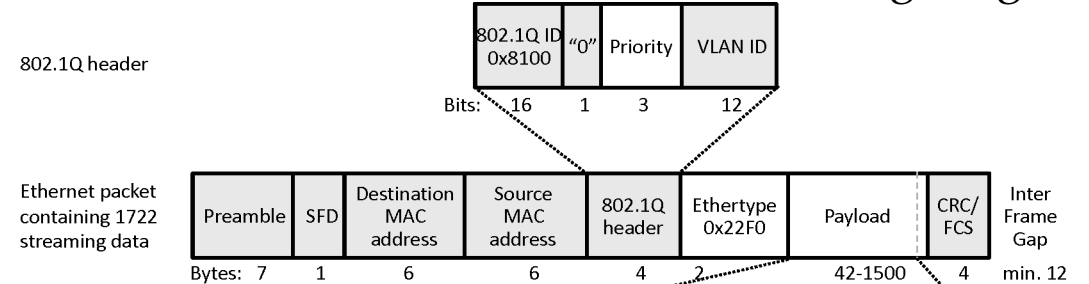 802.1Q header
802.1Q ID
0x8100
“0”
Priority
VLAN ID
Bits: 16 1 3 12
Ethernet packet
containing 1722
streaming data
Preamble
SFD
Destination
MAC
address
Source
MAC
address
802.1Q
header
Ethertype
0x22F0
Payload
CRC/
FCS
Inter
Frame
Gap
Bytes: 7 1 6 6 4 2 42-1500 4 min. 12